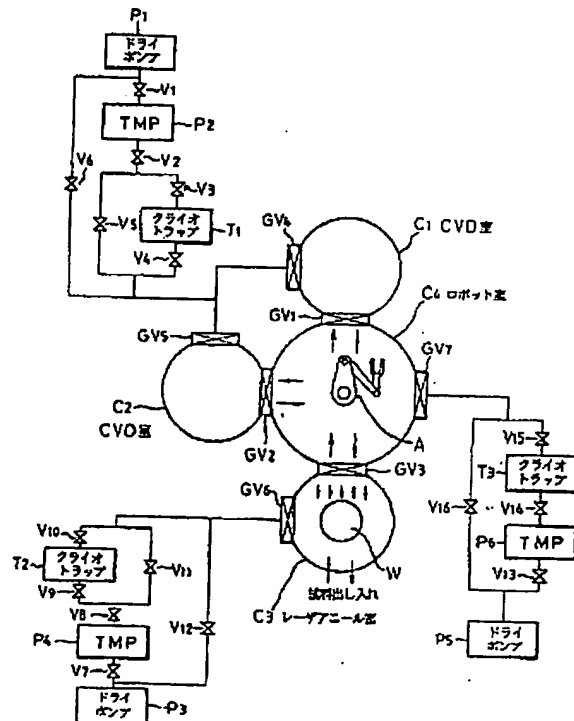 P1
ドライ
ポンプ
V1
TMP
P2
V2
V6
V3
V5
クライオ
トラップ
T1
V4
GV4
C1 CVD室
C4 ロボット室
GV1
GV5
GV7
C2
CVD室
GV2
A
GV3
V15
T3
クライオ
トラップ
V16
V14
P6
TMP
V13
P5
ドライ
ポンプ
GV6
W
試料出し入れ
C3 レーザアニール室
V10
T2
クライオ
トラップ
V11
V9
V8
V12
P4
TMP
V7
ドライ
ポンプ
P3